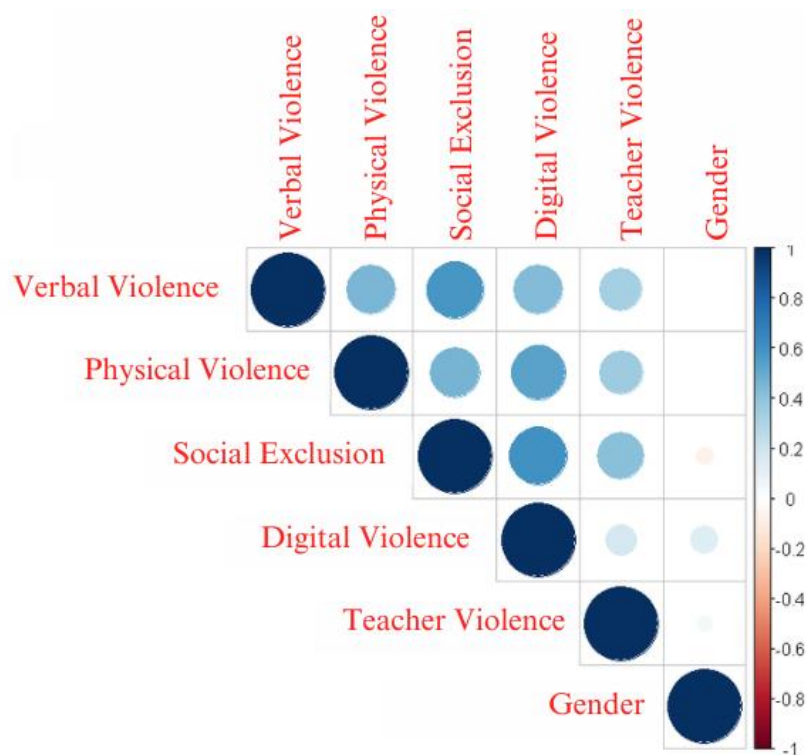 Verbal Violence
Physical Violence
Social Exclusion
Digital Violence
Teacher Violence
Gender
Verbal Violence
Physical Violence
Social Exclusion
Digital Violence
Teacher Violence
Gender
1
0.8
0.6
0.4
0.2
0
-0.2
-0.4
-0.6
-0.8
-1